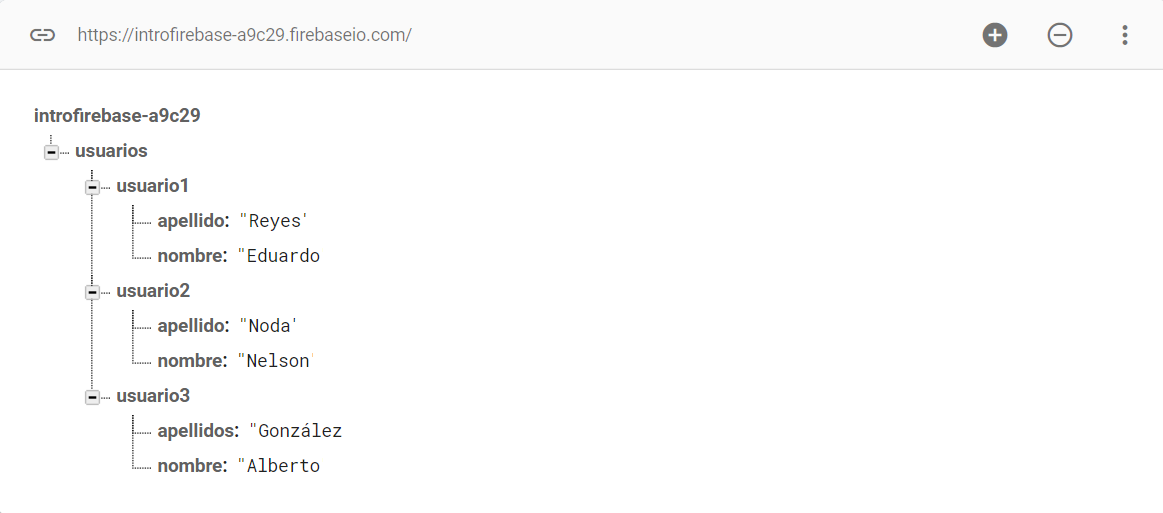 https://introfirebase-a9c29.firebaseio.com/
introfirebase-a9c29
usuarios
usuario1
apellido: "Reyes'
nombre: "Eduardo
usuario2
apellido: "Noda'
nombre: "Nelson'
usuario3
apellidos: "González
nombre: "Alberto